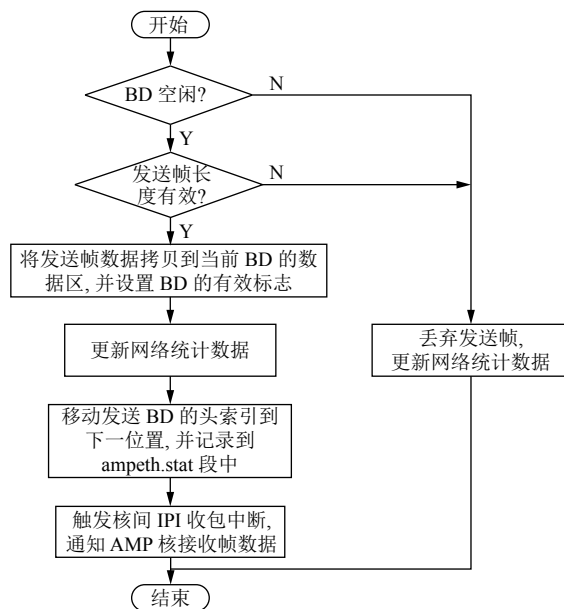 开始
BD 空闲?
N
Y
发送帧长
度有效?
N
Y
将发送帧数据拷贝到当前 BD 的数
据区, 并设置 BD 的有效标志
更新网络统计数据
丢弃发送帧,
更新网络统计数据
移动发送 BD 的头索引到
下一位置, 并记录到
ampeth.stat 段中
触发核间 IPI 收包中断,
通知 AMP 核接收帧数据
结束